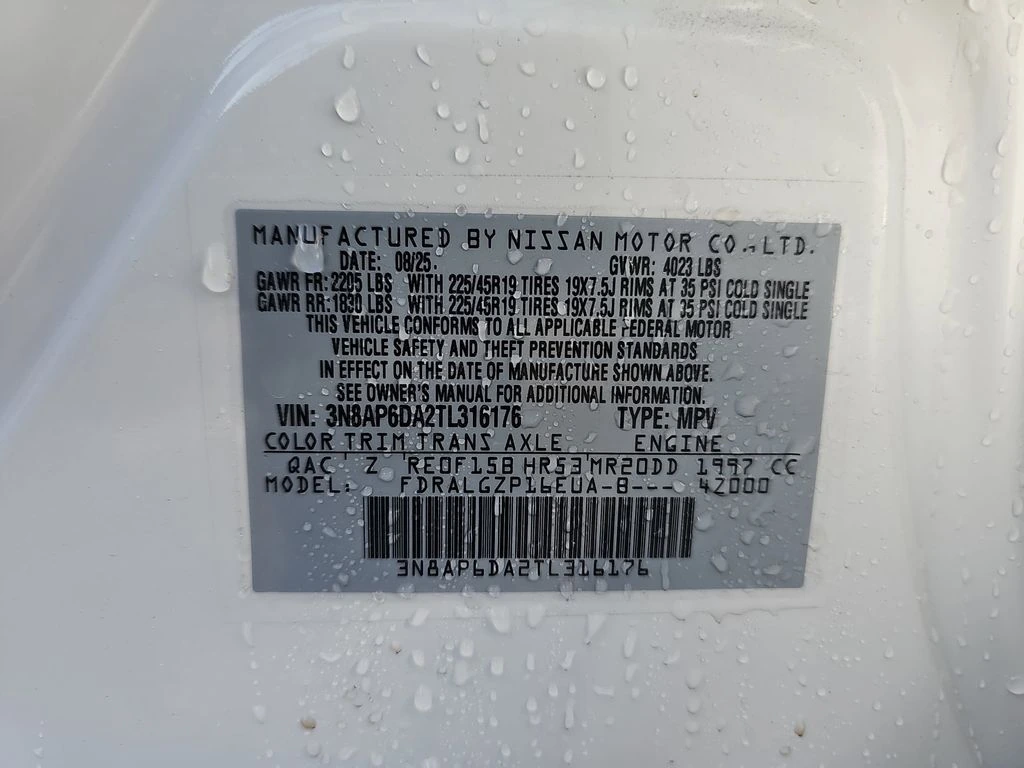 MANUFACTURED BY NISSAN MOTOR CO., LTD.
DATE: 08/25. GVWR: 4023 LBS
GAWR FR: 2205 LBS WITH 225/45R19 TIRES 19X7.5J RIMS AT 35 PSI COLD SINGLE
GAWR RR: 1830 LBS WITH 225/45R19 TIRES 19X7.5J RIMS AT 35 PSI COLD SINGLE
THIS VEHICLE CONFORMS TO ALL APPLICABLE FEDERAL MOTOR
VEHICLE SAFETY AND THEFT PREVENTION STANDARDS
IN EFFECT ON THE DATE OF MANUFACTURE SHOWN ABOVE.
SEE OWNER'S MANUAL FOR ADDITIONAL INFORMATION.
VIN: 3N8AP6DA2TL316176 TYPE: MPV
COLOR TRIM TRANS AXLE ENGINE
QAC Z RE0F15B HR53 MR20DD 1997 CC
MODEL: FDRALGZP16EUA-B--- 42000
3N8AP6DA2TL316176